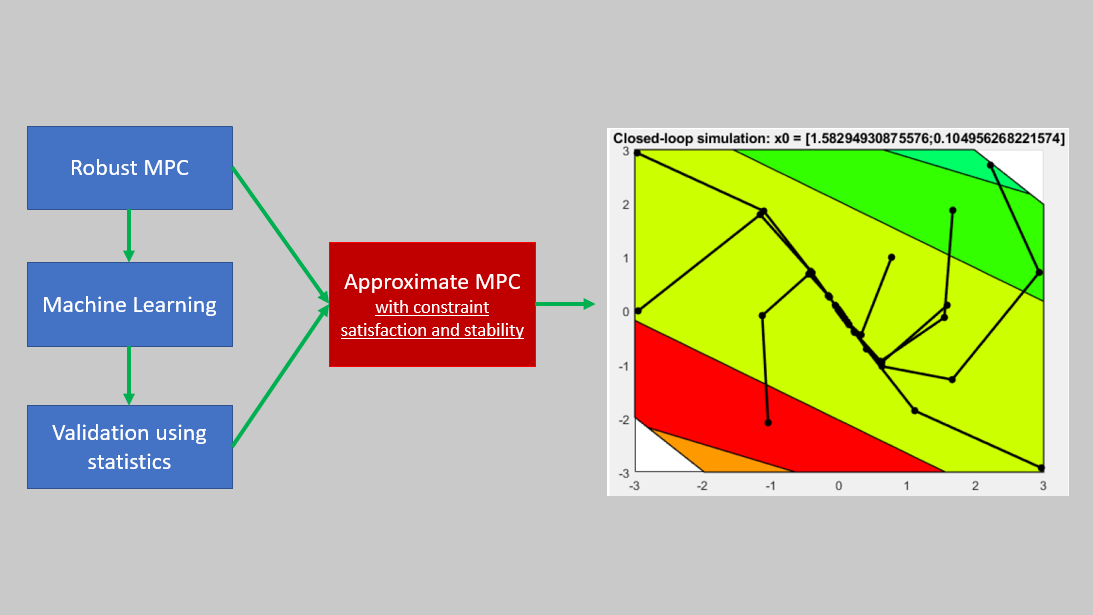 Robust MPC
Machine Learning
Validation using
statistics
Approximate MPC
with constraint
satisfaction and stability
Closed-loop simulation: x0 = [1.58294930875576;0.104956268221574]
3
2
1
0
-1
-2
-3
-3
-2
-1
0
1
2
3